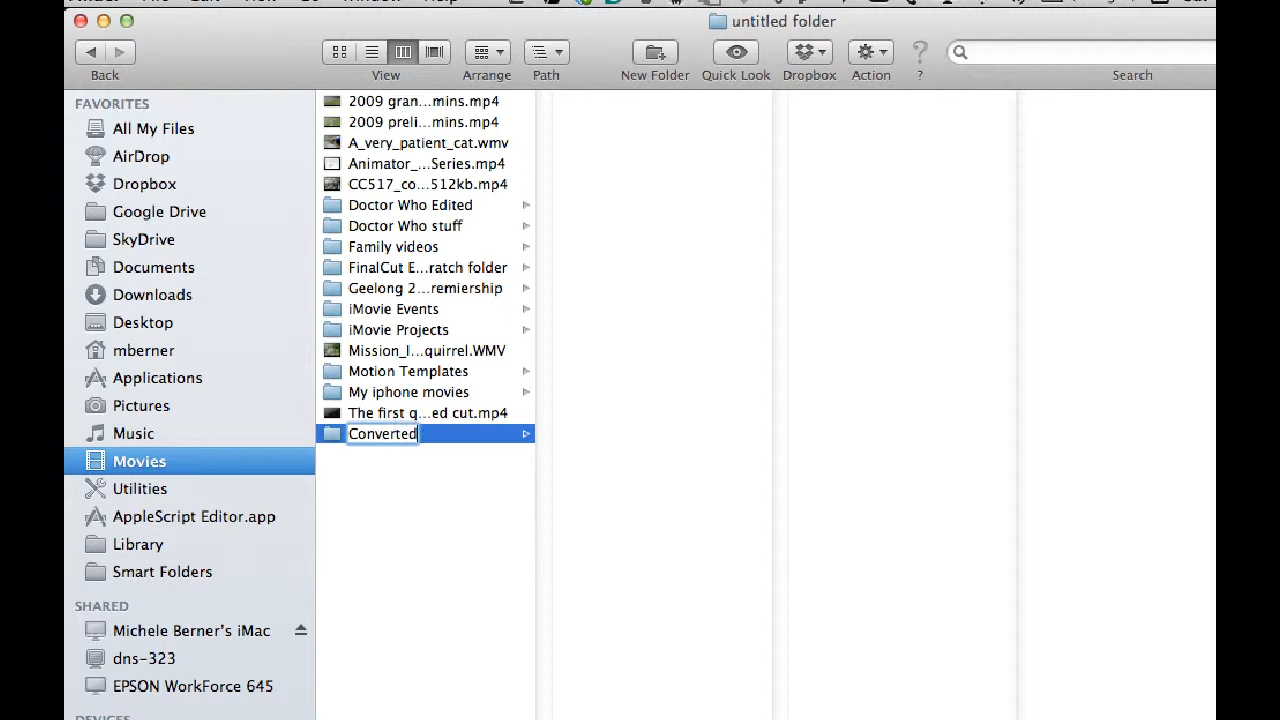 untitled folder
Back
View
Arrange
Path
New Folder
Quick Look
Dropbox
Action
?
?
Search
FAVORITES
All My Files
AirDrop
Dropbox
Google Drive
SkyDrive
Documents
Downloads
Desktop
mberner
Applications
Pictures
Music
Movies
Utilities
AppleScript Editor.app
Library
Smart Folders
SHARED
Michele Berner's iMac
dns-323
EPSON WorkForce 645
DEVICES
2009 gran...mins.mp4
2009 preli...mins.mp4
A_very_patient_cat.wmv
Animator_...Series.mp4
CC517_co...512kb.mp4
Doctor Who Edited
Doctor Who stuff
Family videos
FinalCut E...ratch folder
Geelong 2...remiership
iMovie Events
iMovie Projects
Mission_I...quirrel.WMV
Motion Templates
My iphone movies
The first q...ed cut.mp4
Converted